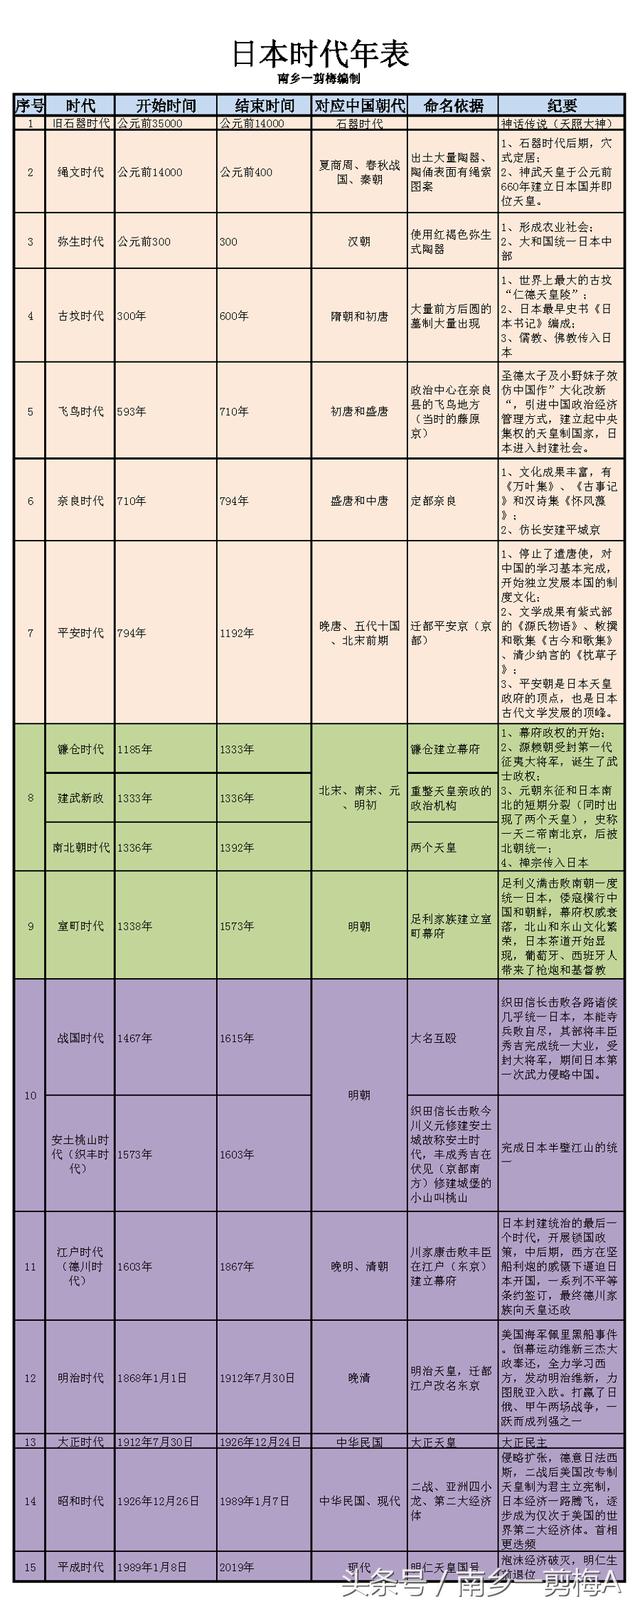 日本时代年表
南乡一剪梅编制
序号 时代 开始时间 结束时间 对应中国朝代 命名依据 纪要
1 旧石器时代 公元前35000 公元前14000 石器时代 神话传说（天照大神）
2 绳文时代 公元前14000 公元前400 夏商周、春秋战国、秦朝 出土大量陶器、陶俑表面有绳索图案 1、石器时代后期，穴式定居；
2、神武天皇于公元前660年建立日本国并即位天皇。
3 弥生时代 公元前300 300 汉朝 使用红褐色弥生式陶器 1、形成农业社会；
2、大和国统一日本中部
4 古坟时代 300年 600年 隋朝和初唐 大量前方后圆的墓制大量出现 1、世界上最大的古坟“仁德天皇陵”；
2、日本最早史书《日本书记》编成；
3、儒教、佛教传入日本
5 飞鸟时代 593年 710年 初唐和盛唐 政治中心在奈良县的飞鸟地方（当时的藤原京） 圣德太子及小野妹子效仿中国作”大化改新“，引进中国政治经济管理方式，建立起中央集权的天皇制国家，日本进入封建社会。
6 奈良时代 710年 794年 盛唐和中唐 定都奈良 1、文化成果丰富，有《万叶集》、《古事记》和汉诗集《怀风藻》；
2、仿长安建平城京
7 平安时代 794年 1192年 晚唐、五代十国、北宋前期 迁都平安京（京都） 1、停止了遣唐使，对中国的学习基本完成，开始独立发展本国的制度文化；
2、文学成果有紫式部的《源氏物语》、敕撰和歌集《古今和歌集》、清少纳言的《枕草子》；
3、平安朝是日本天皇政府的顶点，也是日本古代文学发展的顶峰。
8 镰仓时代 1185年 1333年 北宋、南宋、元、明初 镰仓建立幕府 1、幕府政权的开始；
2、源赖朝受封第一代征夷大将军，诞生了武士政权；
3、元朝东征和日本南北的短期分裂（同时出现了两个天皇），史称一天二帝南北京，后被北朝统一；
4、禅宗传入日本
建武新政 1333年 1336年 重整天皇亲政的政治机构
南北朝时代 1336年 1392年 两个天皇
9 室町时代 1338年 1573年 明朝 足利家族建立室町幕府 足利义满击败南朝一度统一日本，倭寇横行中国和朝鲜，幕府权威衰落，北山和东山文化繁荣，日本茶道开始显现，葡萄牙、西班牙人带来了枪炮和基督教
10 战国时代 1467年 1615年 明朝 大名互殴 织田信长击败各路诸侯几乎统一日本，本能寺兵败自尽，其部将丰臣秀吉完成统一大业，受封大将军，期间日本第一次武力侵略中国。
安土桃山时代（织丰时代） 1573年 1603年 织田信长击败今川义元修建安土城故称安土时代，丰成秀吉在伏见（京都南方）修建城堡的小山叫桃山 完成日本半壁江山的统一
11 江户时代（德川时代） 1603年 1867年 晚明、清朝 川家康击败丰臣在江户（东京）建立幕府 日本封建统治的最后一个时代，开展锁国政策，中后期，西方在坚船利炮的威慑下逼迫日本开国，一系列不平等条约签订，最终德川家族向天皇还政
12 明治时代 1868年1月1日 1912年7月30日 晚清 明治天皇，迁都江户改名东京 美国海军佩里黑船事件。倒幕运动维新三杰大政奉还，全力学习西方，发动明治维新，力图脱亚入欧。打赢了日俄、甲午两场战争，一跃而成列强之一
13 大正时代 1912年7月30日 1926年12月24日 中华民国 大正天皇 大正民主
14 昭和时代 1926年12月26日 1989年1月7日 中华民国、现代 二战、亚洲四小龙、第二大经济体 侵略扩张，德意日法西斯，二战后美国改专制天皇制为君主立宪制，日本经济一路腾飞，逐步成为仅次于美国的世界第二大经济体。首相更迭频
15 平成时代 1989年1月8日 2019年 现代 明仁天皇国号 泡沫经济破灭，明仁生前退位
头条号／南乡一剪梅A